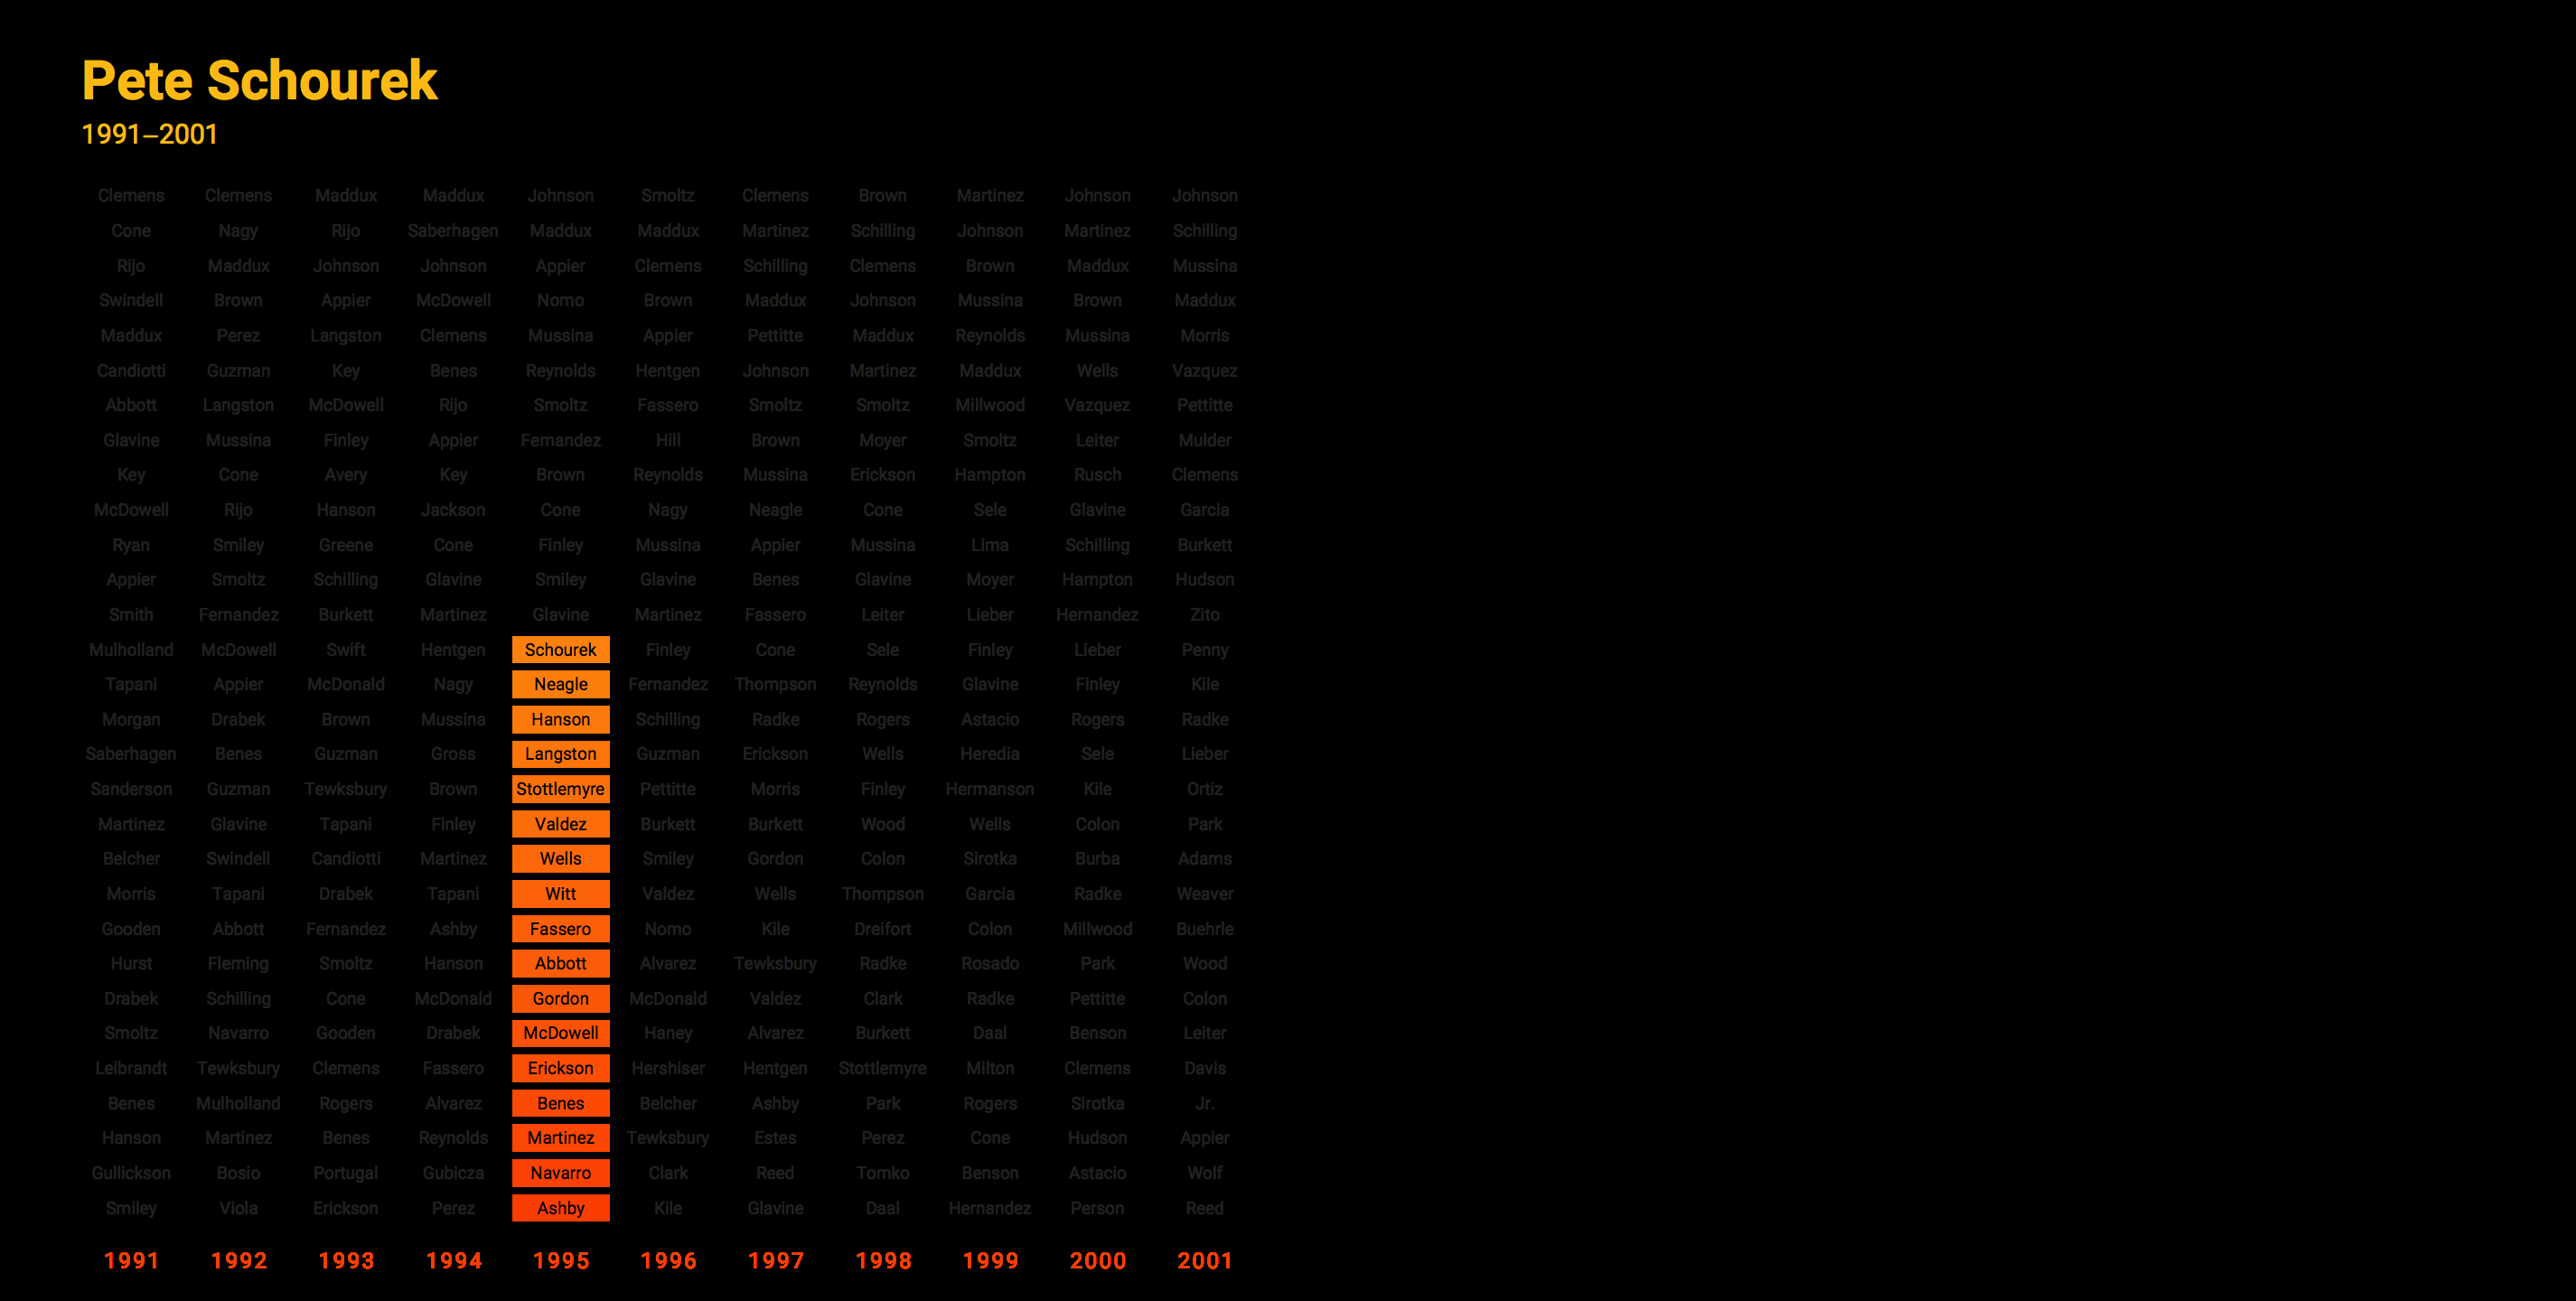 Pete Schourek
1991–2001
Clemens Clemens Maddux Maddux Johnson Smoltz Clemens Brown Martinez Johnson Johnson
Cone Nagy Rijo Saberhagen Maddux Maddux Martinez Schilling Johnson Martinez Schilling
Rijo Maddux Johnson Johnson Appier Clemens Schilling Clemens Brown Maddux Mussina
Swindell Brown Appier McDowell Nomo Brown Maddux Johnson Mussina Brown Maddux
Maddux Perez Langston Clemens Mussina Appier Pettitte Maddux Reynolds Mussina Morris
Candiotti Guzman Key Benes Reynolds Hentgen Johnson Martinez Maddux Wells Vazquez
Abbott Langston McDowell Rijo Smoltz Fassero Smoltz Smoltz Millwood Vazquez Pettitte
Glavine Mussina Finley Appier Fernandez Hill Brown Moyer Smoltz Leiter Mulder
Key Cone Avery Key Brown Reynolds Mussina Erickson Hampton Rusch Clemens
McDowell Rijo Hanson Jackson Cone Nagy Neagle Cone Sele Glavine Garcia
Ryan Smiley Greene Cone Finley Mussina Appier Mussina Lima Schilling Burkett
Appier Smoltz Schilling Glavine Smiley Glavine Benes Glavine Moyer Hampton Hudson
Smith Fernandez Burkett Martinez Glavine Martinez Fassero Leiter Lieber Hernandez Zito
Mulholland McDowell Swift Hentgen Schourek Finley Cone Sele Finley Lieber Penny
Tapani Appier McDonald Nagy Neagle Fernandez Thompson Reynolds Glavine Finley Kile
Morgan Drabek Brown Mussina Hanson Schilling Radke Rogers Astacio Rogers Radke
Saberhagen Benes Guzman Gross Langston Guzman Erickson Wells Heredia Sele Lieber
Sanderson Guzman Tewksbury Brown Stottlemyre Pettitte Morris Finley Hermanson Kile Ortiz
Martinez Glavine Tapani Finley Valdez Burkett Burkett Wood Wells Colon Park
Belcher Swindell Candiotti Martinez Wells Smiley Gordon Colon Sirotka Burba Adams
Morris Tapani Drabek Tapani Witt Valdez Wells Thompson Garcia Radke Weaver
Gooden Abbott Fernandez Ashby Fassero Nomo Kile Dreifort Colon Millwood Buehrle
Hurst Fleming Smoltz Hanson Abbott Alvarez Tewksbury Radke Rosado Park Wood
Drabek Schilling Cone McDonald Gordon McDonald Valdez Clark Radke Pettitte Colon
Smoltz Navarro Gooden Drabek McDowell Haney Alvarez Burkett Daal Benson Leiter
Leibrandt Tewksbury Clemens Fassero Erickson Hershiser Hentgen Stottlemyre Milton Clemens Davis
Benes Mulholland Rogers Alvarez Benes Belcher Ashby Park Rogers Sirotka Jr.
Hanson Martinez Benes Reynolds Martinez Tewksbury Estes Perez Cone Hudson Appier
Gullickson Bosio Portugal Gubicza Navarro Clark Reed Tomko Benson Astacio Wolf
Smiley Viola Erickson Perez Ashby Kile Glavine Daal Hernandez Person Reed
1991 1992 1993 1994 1995 1996 1997 1998 1999 2000 2001